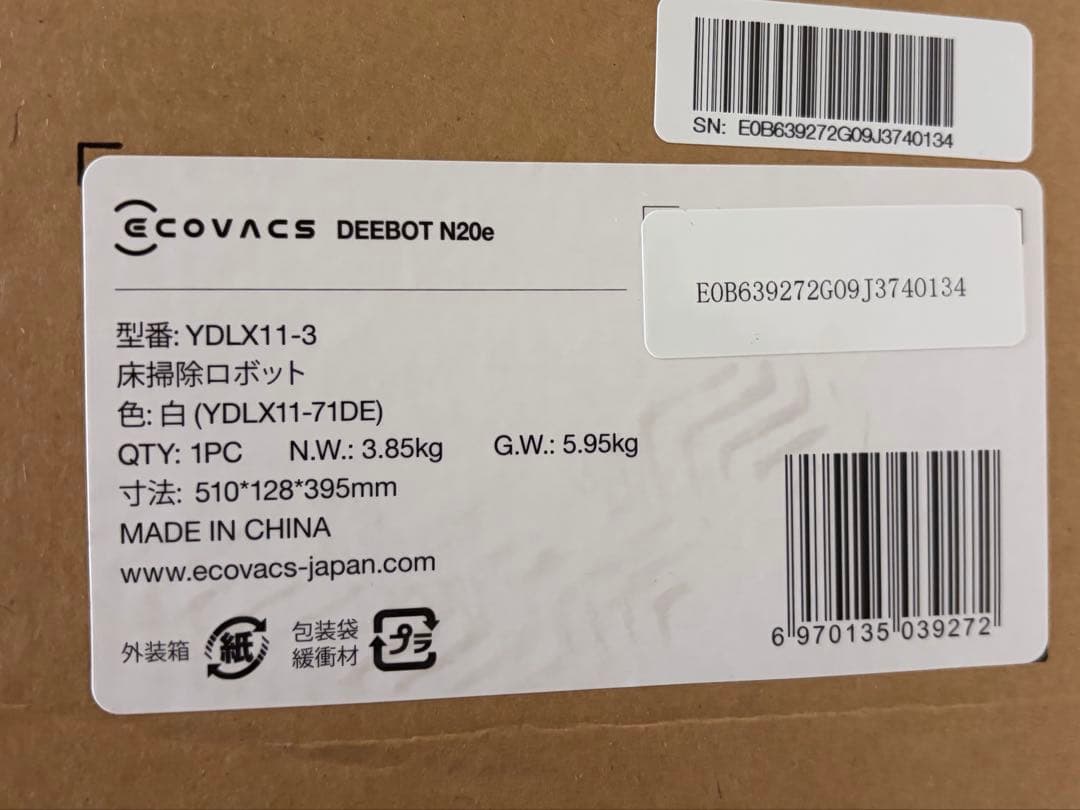 SN: E0B639272G09J3740134
ECOVACS DEEBOT N20e
E0B639272G09J3740134
型番: YDLX11-3
床掃除ロボット
色: 白 (YDLX11-71DE)
QTY: 1PC N.W.: 3.85kg G.W.: 5.95kg
寸法: 510*128*395mm
MADE IN CHINA
www.ecovacs-japan.com
外装箱 紙 包装袋 緩衝材 プラ
6 970135 039272